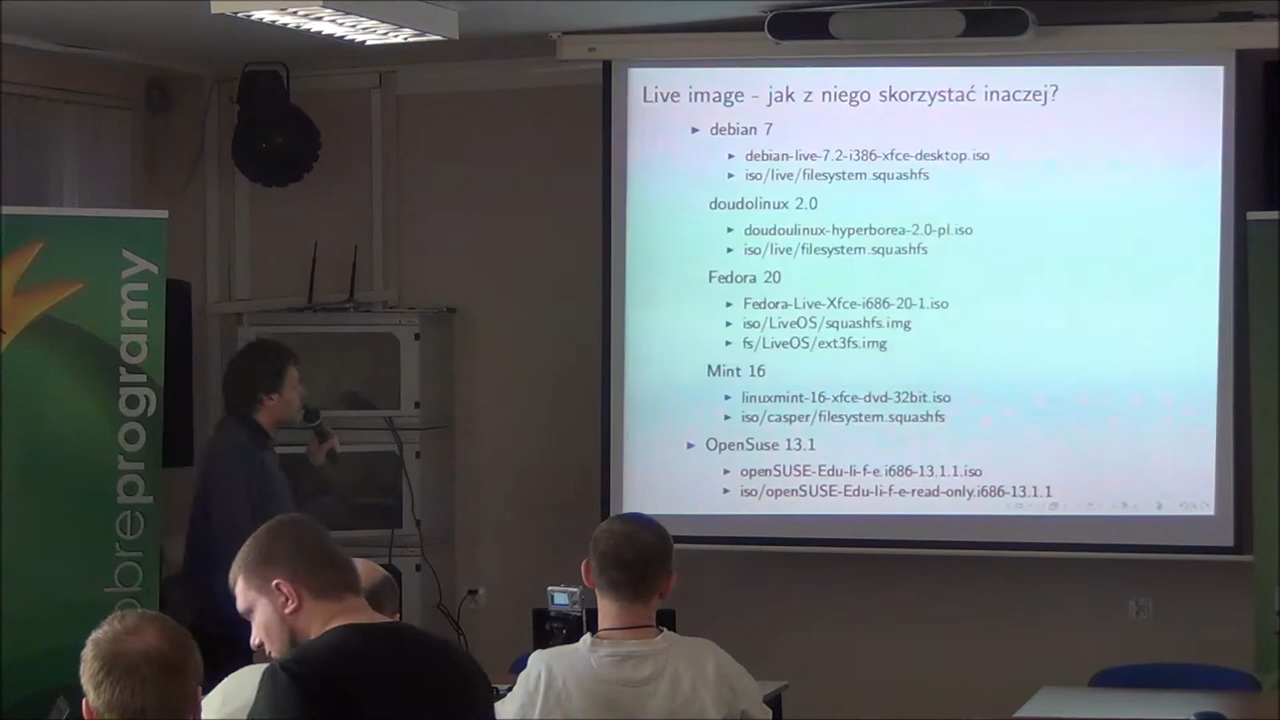 Live image - jak z niego skorzystać inaczej?
► debian 7
► debian-live-7.2-i386-xfce-desktop.iso
► iso/live/filesystem.squashfs
doudolinux 2.0
► doudoulinux-hyperborea-2.0-pl.iso
► iso/live/filesystem.squashfs
Fedora 20
► Fedora-Live-Xfce-i686-20-1.iso
► iso/LiveOS/squashfs.img
► fs/LiveOS/ext3fs.img
Mint 16
► linuxmint-16-xfce-dvd-32bit.iso
► iso/casper/filesystem.squashfs
► OpenSuse 13.1
► openSUSE-Edu-li-f-e.i686-13.1.1.iso
► iso/openSUSE-Edu-li-f-e-read-only.i686-13.1.1
obreprogramy